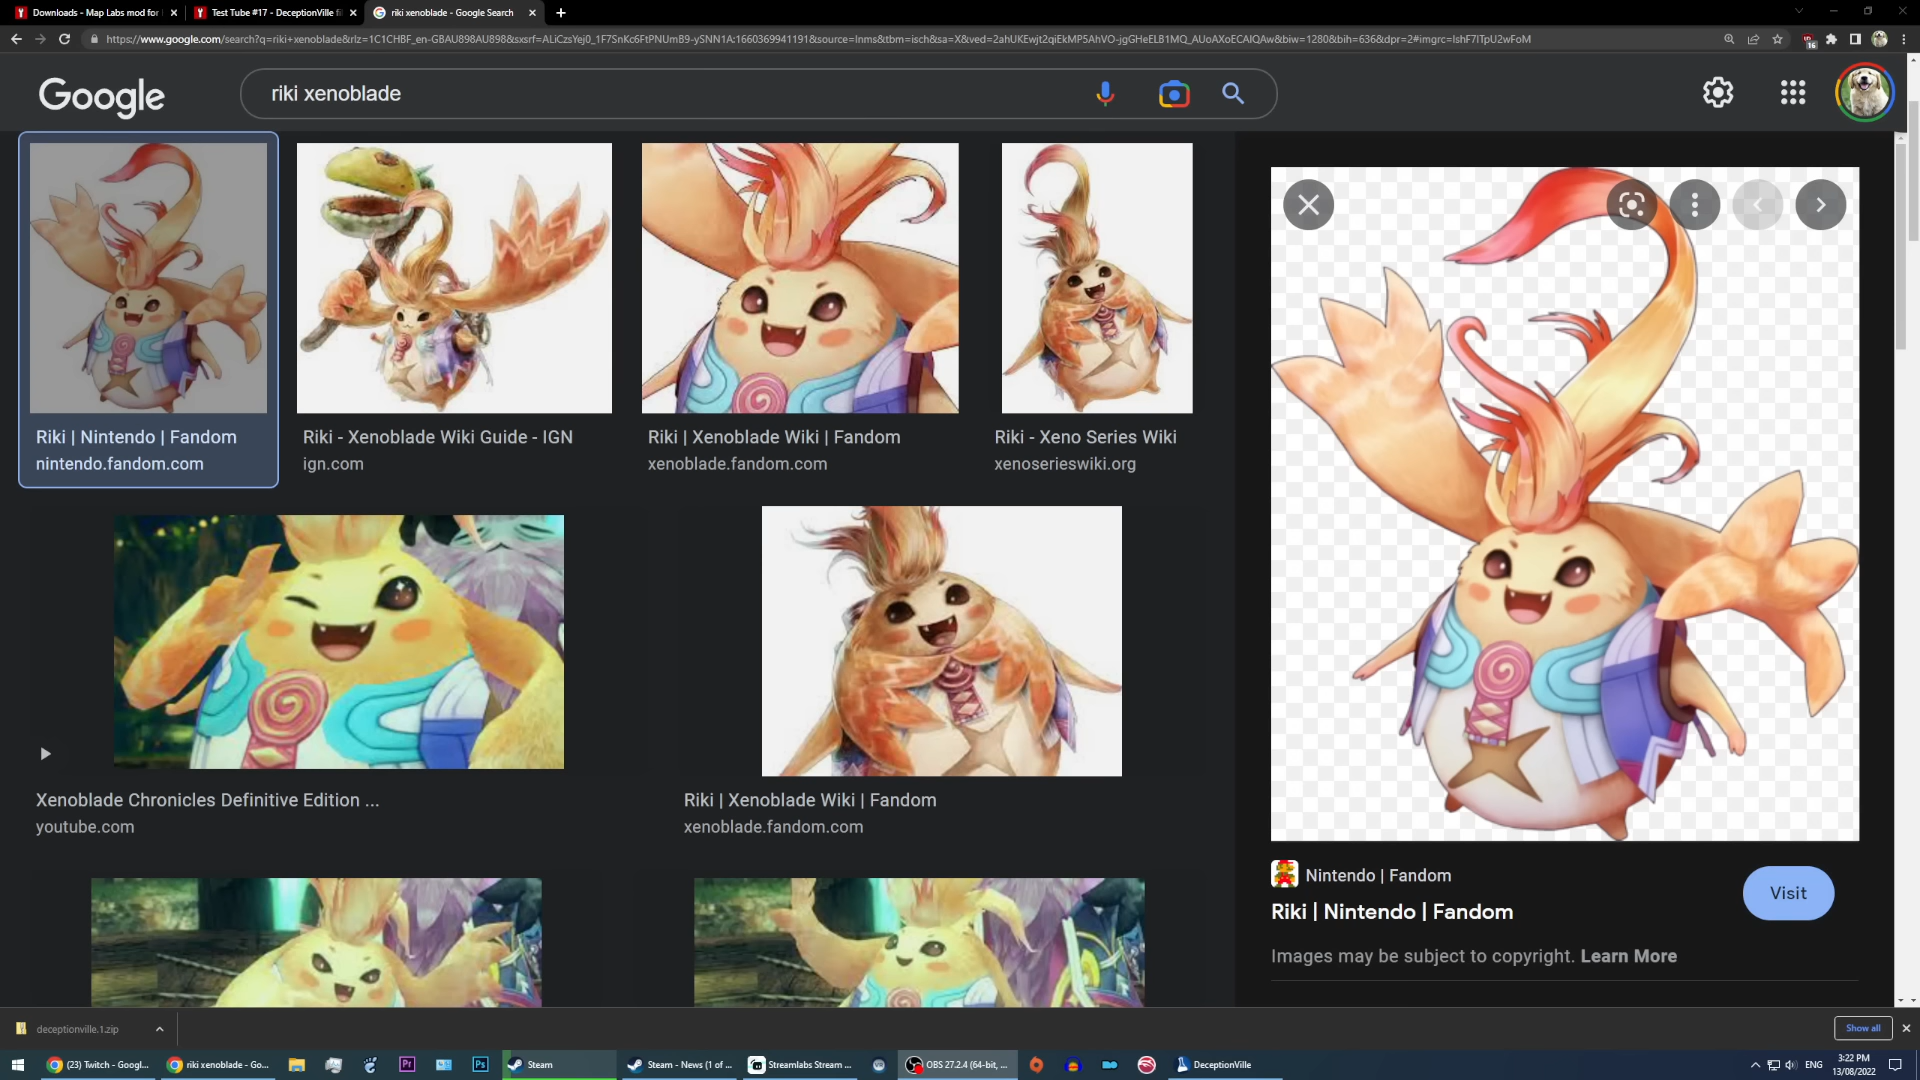 Downloads - Map Labs mod for
Test Tube #17 - DeceptionVille fi
riki xenoblade - Google Search
16
Google
riki xenoblade
Riki | Nintendo | Fandom
nintendo.fandom.com
Riki - Xenoblade Wiki Guide - IGN
ign.com
Riki | Xenoblade Wiki | Fandom
xenoblade.fandom.com
Riki - Xeno Series Wiki
xenoserieswiki.org
Xenoblade Chronicles Definitive Edition ...
youtube.com
Riki | Xenoblade Wiki | Fandom
xenoblade.fandom.com
Nintendo | Fandom
Riki | Nintendo | Fandom
Visit
Images may be subject to copyright. Learn More
deceptionville.1.zip
Show all
(23) Twitch - Googl...
riki xenoblade - Go...
Pr
Ps
Steam
Steam - News (1 of ...
Streamlabs Stream ...
OBS 27.2.4 (64-bit, ...
DeceptionVille
ENG
3:22 PM
13/08/2022